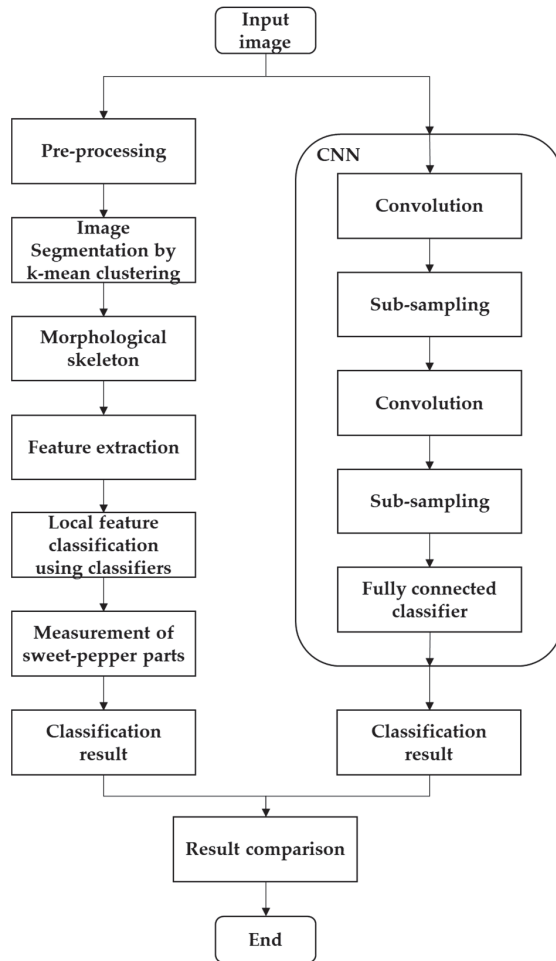 Input
image
Pre-processing
Image
Segmentation by
k-mean clustering
Morphological
skeleton
Feature extraction
Local feature
classification
using classifiers
Measurement of
sweet-pepper parts
Classification
result
CNN
Convolution
Sub-sampling
Convolution
Sub-sampling
Fully connected
classifier
Classification
result
Result comparison
End